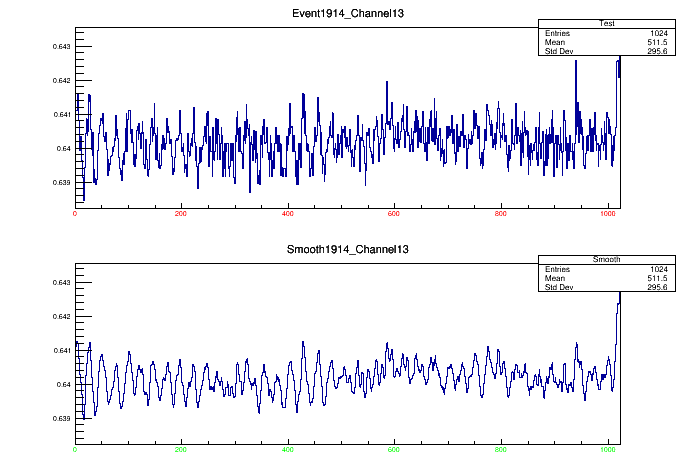 Event1914_Channel13
Test
Entries 1024
Mean 511.5
Std Dev 295.6
0.643
0.642
0.641
0.64
0.639
0 200 400 600 800 1000
Smooth1914_Channel13
Smooth
Entries 1024
Mean 511.5
Std Dev 295.6
0.643
0.642
0.641
0.64
0.639
0 200 400 600 800 1000